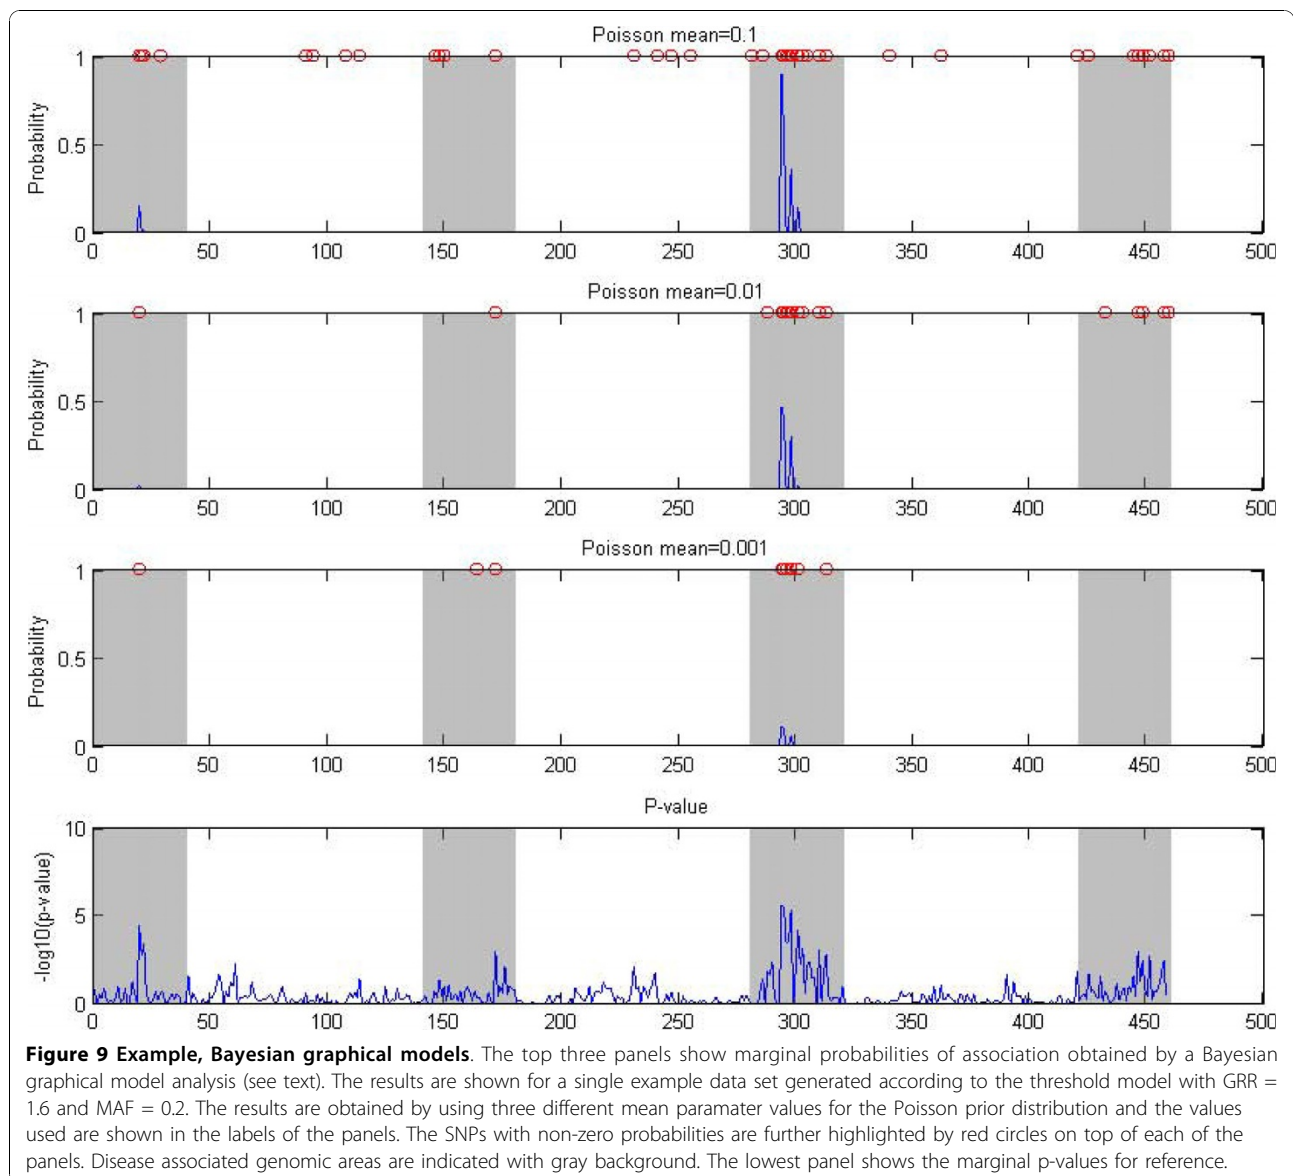 Poisson mean=0.1
Probability
1
0.5
0
0 50 100 150 200 250 300 350 400 450 500
Poisson mean=0.01
Probability
1
0.5
0
0 50 100 150 200 250 300 350 400 450 500
Poisson mean=0.001
Probability
1
0.5
0
0 50 100 150 200 250 300 350 400 450 500
P-value
-log10(p-value)
10
5
0
0 50 100 150 200 250 300 350 400 450 500
Figure 9 Example, Bayesian graphical models. The top three panels show marginal probabilities of association obtained by a Bayesian
graphical model analysis (see text). The results are shown for a single example data set generated according to the threshold model with GRR =
1.6 and MAF = 0.2. The results are obtained by using three different mean paramater values for the Poisson prior distribution and the values
used are shown in the labels of the panels. The SNPs with non-zero probabilities are further highlighted by red circles on top of each of the
panels. Disease associated genomic areas are indicated with gray background. The lowest panel shows the marginal p-values for reference.